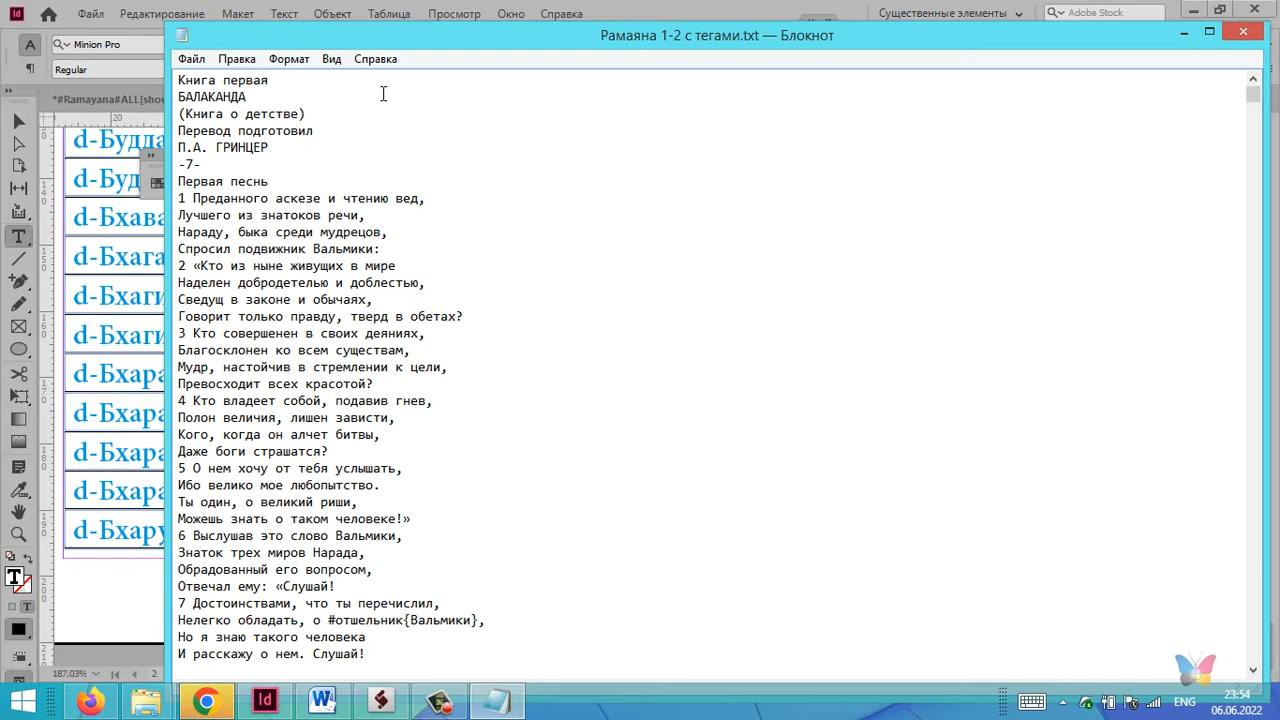 Файл Редактирование Макет Текст Объект Таблица Просмотр Окно Справка Существенные элементы Adobe Stock
Рамаяна 1-2 с тегами.txt — Блокнот
Minion Pro
Regular
Файл Правка Формат Вид Справка
*#Ramayana#ALL[show
20
d-Будда
d-Буд
d-Бхава
d-Бхага
d-Бхаги
d-Бхаги
d-Бхара
d-Бхара
d-Бхара
d-Бхара
d-Бхару
Книга первая
БАЛАКАНДА
(Книга о детстве)
Перевод подготовил
П.А. ГРИНЦЕР
-7-
Первая песнь
1 Преданного аскезе и чтению вед,
Лучшего из знатоков речи,
Нараду, быка среди мудрецов,
Спросил подвижник Вальмики:
2 «Кто из ныне живущих в мире
Наделен добродетелью и доблестью,
Сведущ в законе и обычаях,
Говорит только правду, тверд в обетах?
3 Кто совершенен в своих деяниях,
Благосклонен ко всем существам,
Мудр, настойчив в стремлении к цели,
Превосходит всех красотой?
4 Кто владеет собой, подавив гнев,
Полон величия, лишен зависти,
Кого, когда он алчет битвы,
Даже боги страшатся?
5 О нем хочу от тебя услышать,
Ибо велико мое любопытство.
Ты один, о великий риши,
Можешь знать о таком человеке!»
6 Выслушав это слово Вальмики,
Знаток трех миров Нарада,
Обрадованный его вопросом,
Отвечал ему: «Слушай!
7 Достоинствами, что ты перечислил,
Нелегко обладать, о #отшельник{Вальмики},
Но я знаю такого человека
И расскажу о нем. Слушай!
187,03% 2
ENG
23:54
06.06.2022